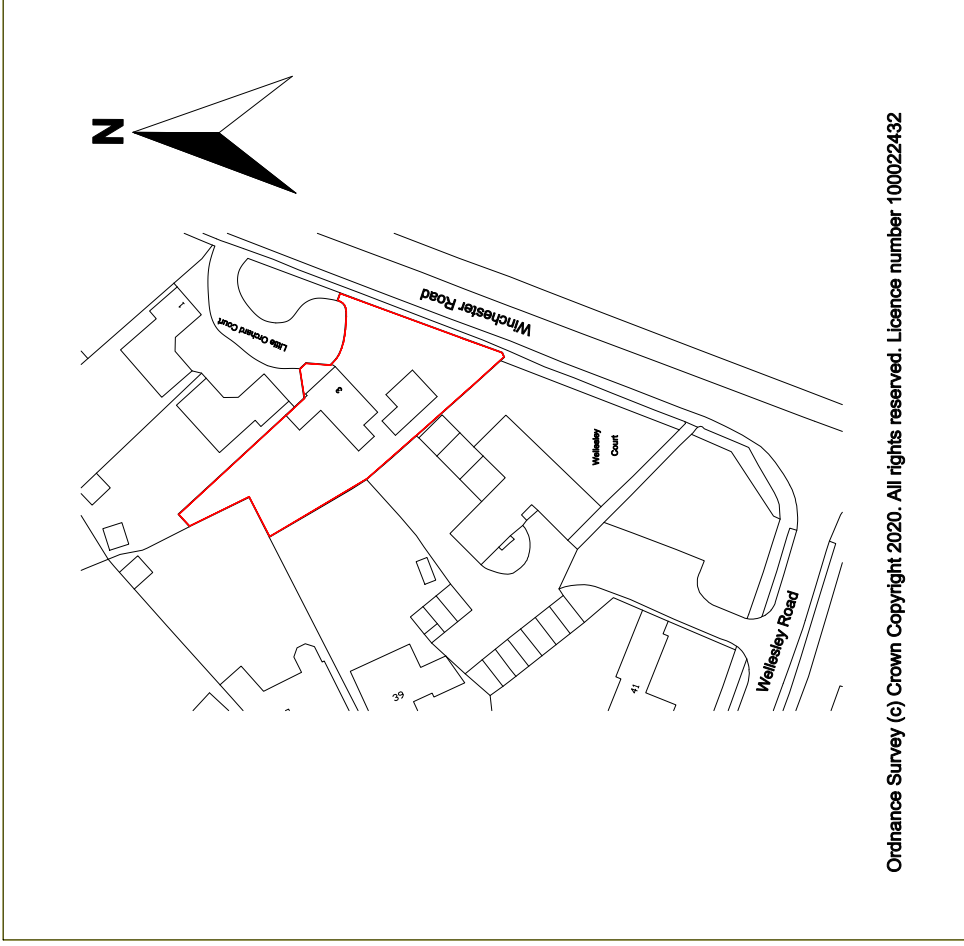 N
1
Little Orchard Court
Winchester Road
3
Wellesley
Court
Wellesley Road
39
41
Ordnance Survey (c) Crown Copyright 2020. All rights reserved. Licence number 100022432